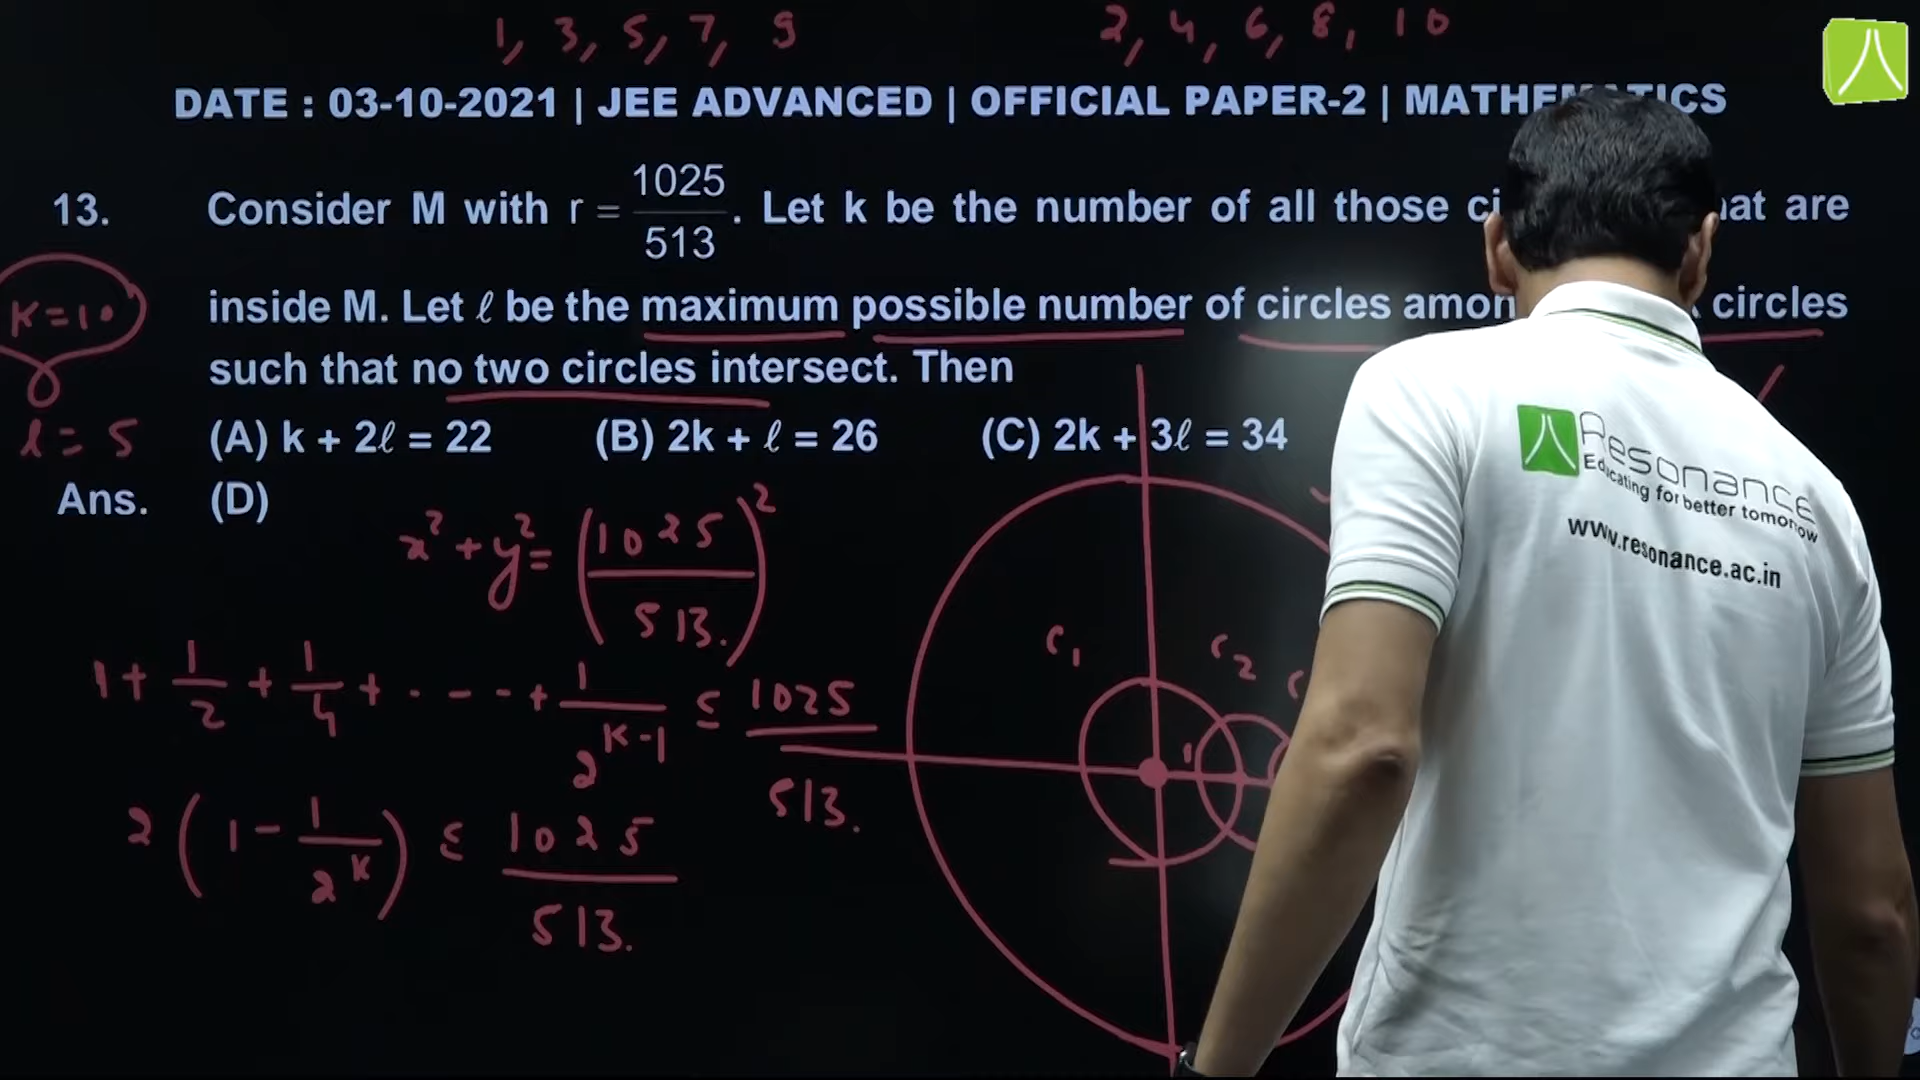 1, 3, 5, 7, 9 2, 4, 6, 8, 10
DATE : 03-10-2021 | JEE ADVANCED | OFFICIAL PAPER-2 | MATHEMATICS
13. Consider M with r = 1025/513. Let k be the number of all those are
inside M. Let ℓ be the maximum possible number of circles circles
such that no two circles intersect. Then
K=10
(A) k + 2ℓ = 22 (B) 2k + ℓ = 26 (C) 2k + 3ℓ = 34
l = 5
Ans. (D)
x² + y² = (1025/513.)²
1 + 1/2 + 1/4 + . - - - + 1/2^(K-1) ≤ 1025/513.
2 (1 - 1/2^K) ≤ 1025/513.
C1 C2
1
Resonance
Educating for better tomorrow
www.resonance.ac.in